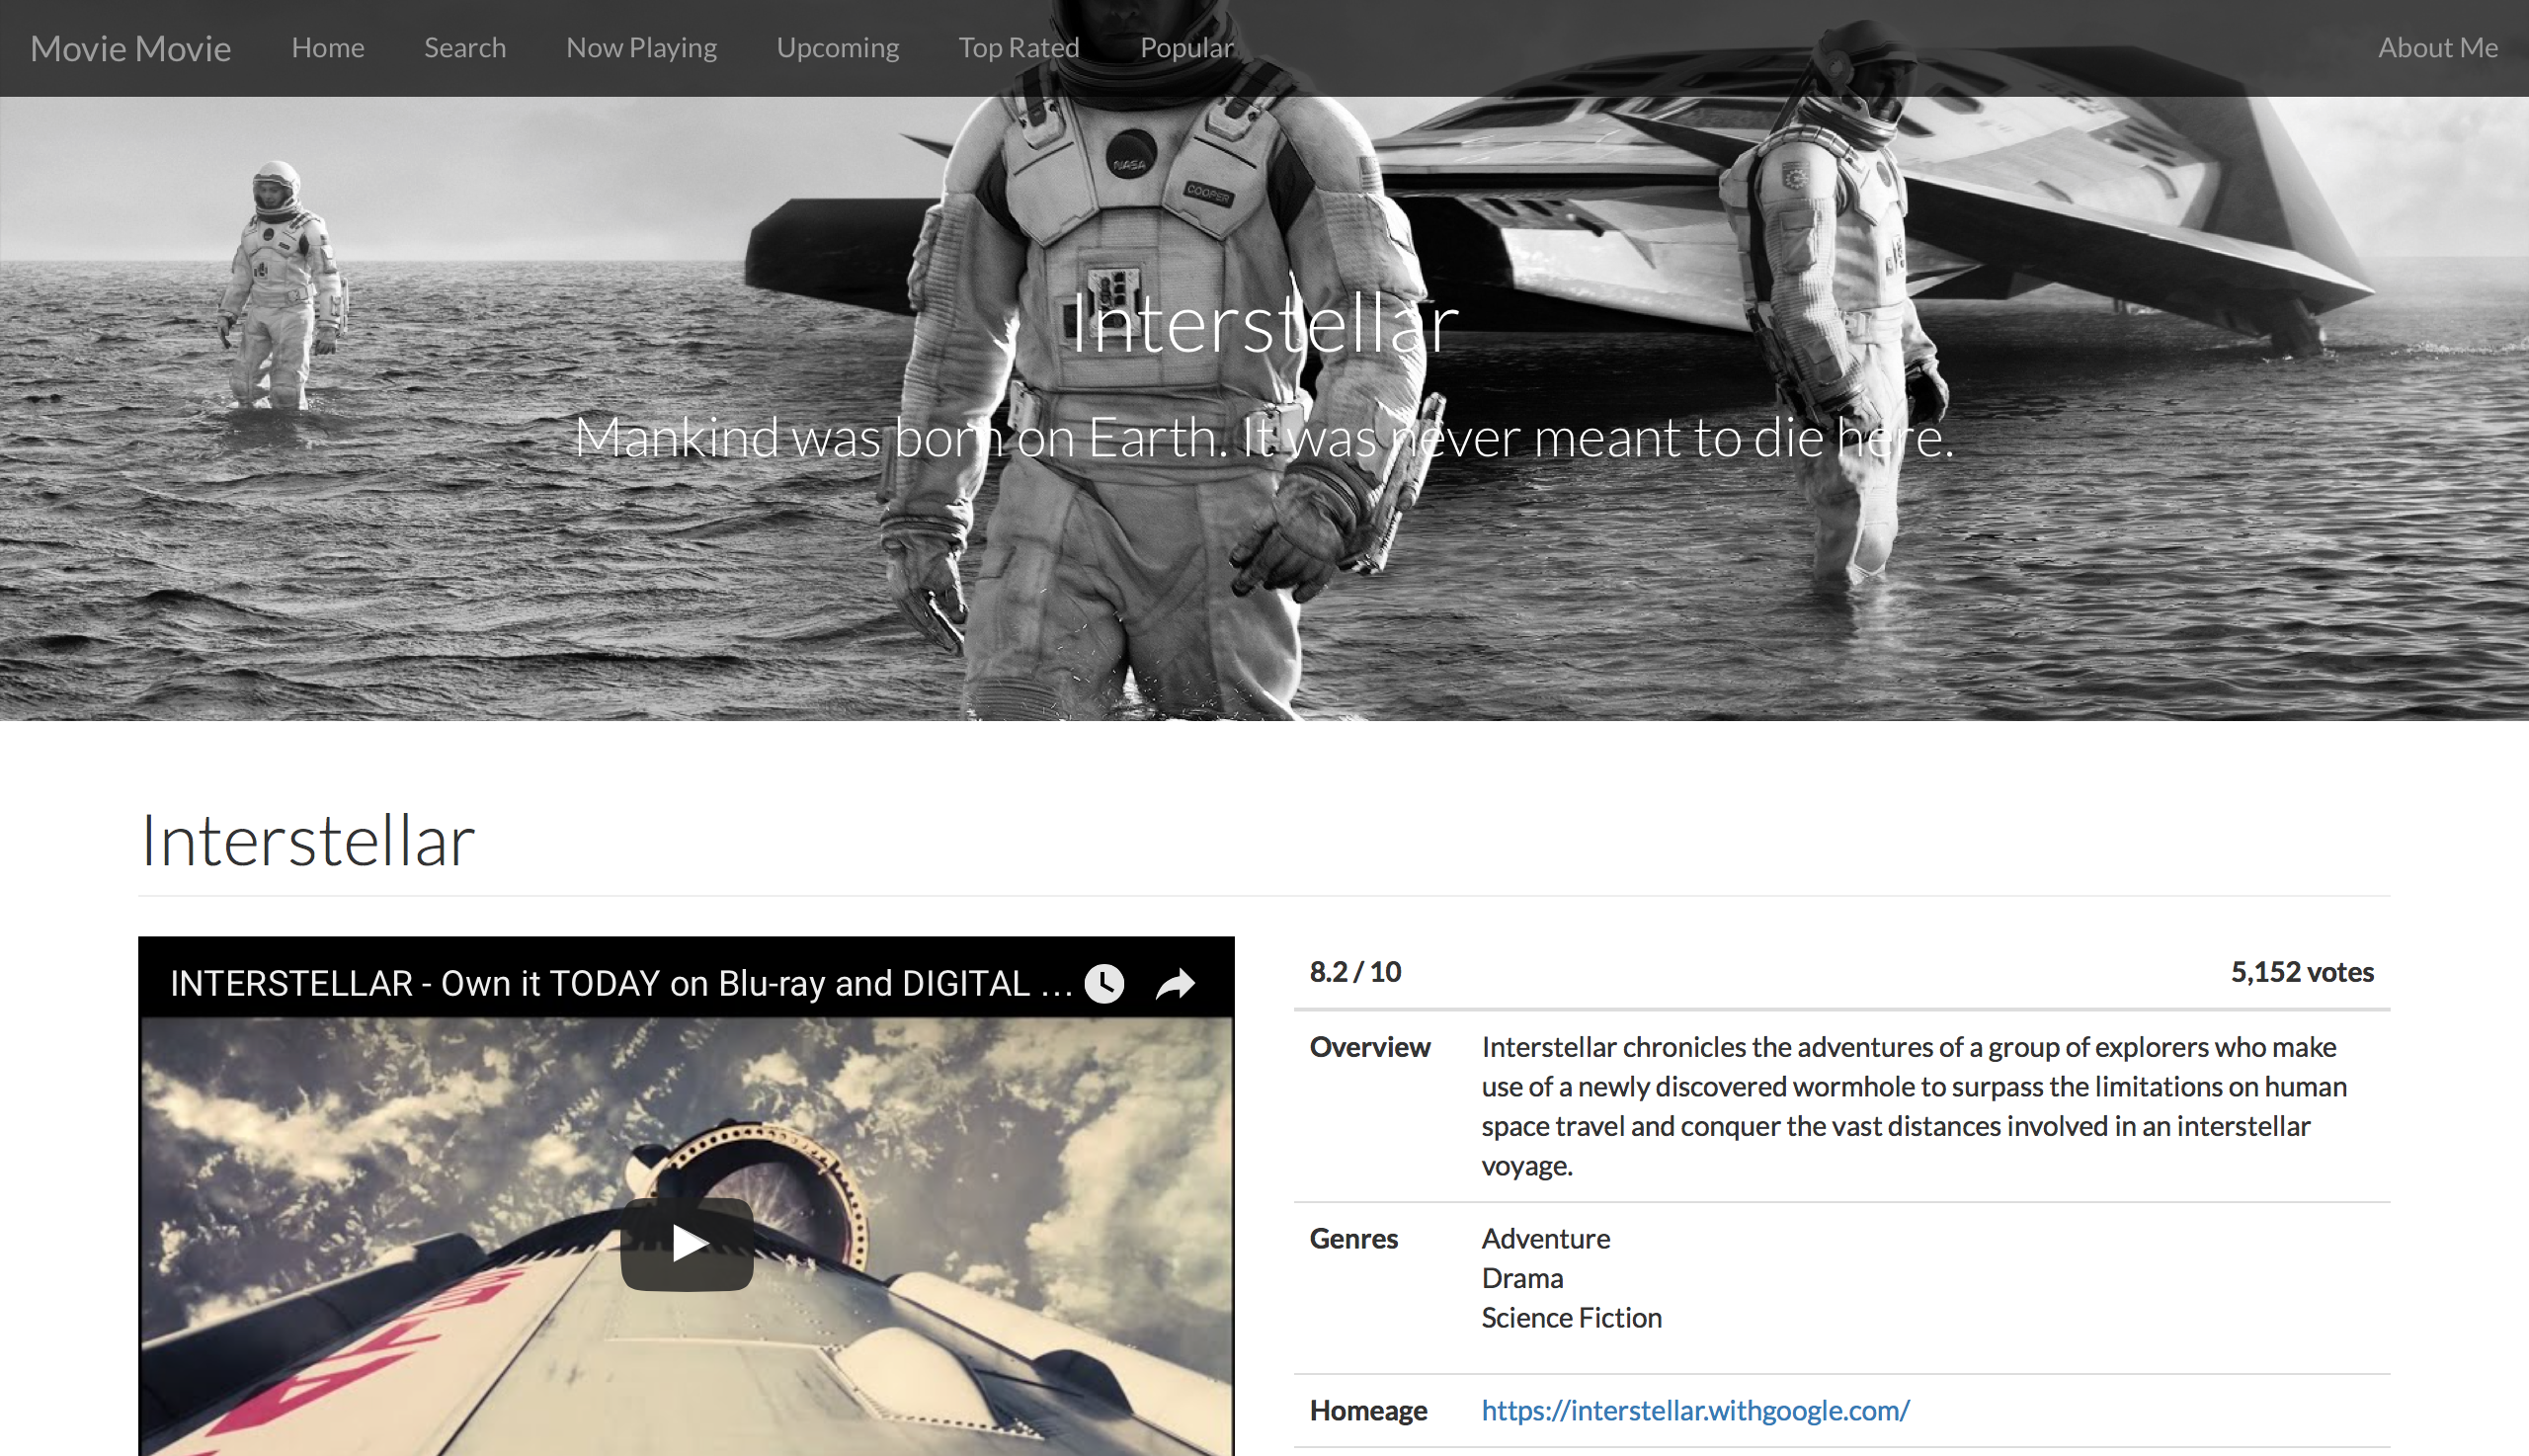 Movie Movie Home Search Now Playing Upcoming Top Rated Popular About Me
NASA
COOPER
Interstellar
Mankind was born on Earth. It was never meant to die here.
Interstellar
INTERSTELLAR - Own it TODAY on Blu-ray and DIGITAL ...
8.2 / 10 5,152 votes
Overview Interstellar chronicles the adventures of a group of explorers who make
use of a newly discovered wormhole to surpass the limitations on human
space travel and conquer the vast distances involved in an interstellar
voyage.
Genres Adventure
Drama
Science Fiction
Homeage https://interstellar.withgoogle.com/